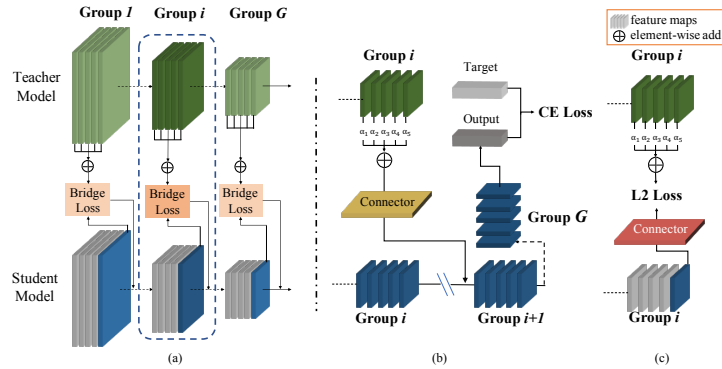 Group 1
Group i
Group G
Teacher
Model
Bridge
Loss
Bridge
Loss
Bridge
Loss
Student
Model
(a)
Group i
α1 α2 α3 α4 α5
Connector
Target
Output
CE Loss
Group G
Group i
Group i+1
(b)
feature maps
element-wise add
Group i
α1 α2 α3 α4 α5
L2 Loss
Connector
Group i
(c)